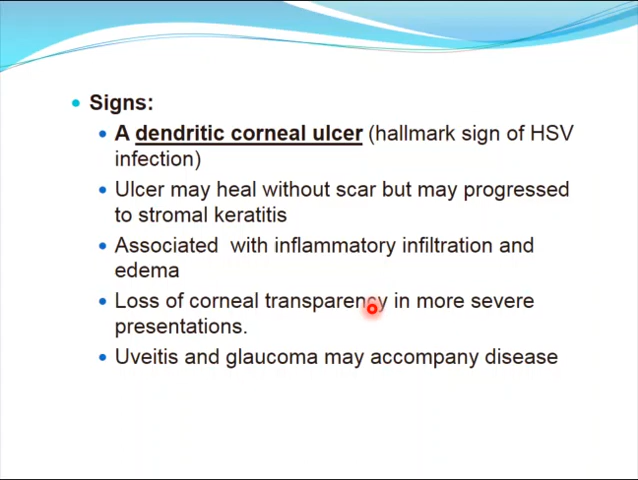 Signs:
A dendritic corneal ulcer (hallmark sign of HSV
infection)
Ulcer may heal without scar but may progressed
to stromal keratitis
Associated with inflammatory infiltration and
edema
Loss of corneal transparency in more severe
presentations.
Uveitis and glaucoma may accompany disease